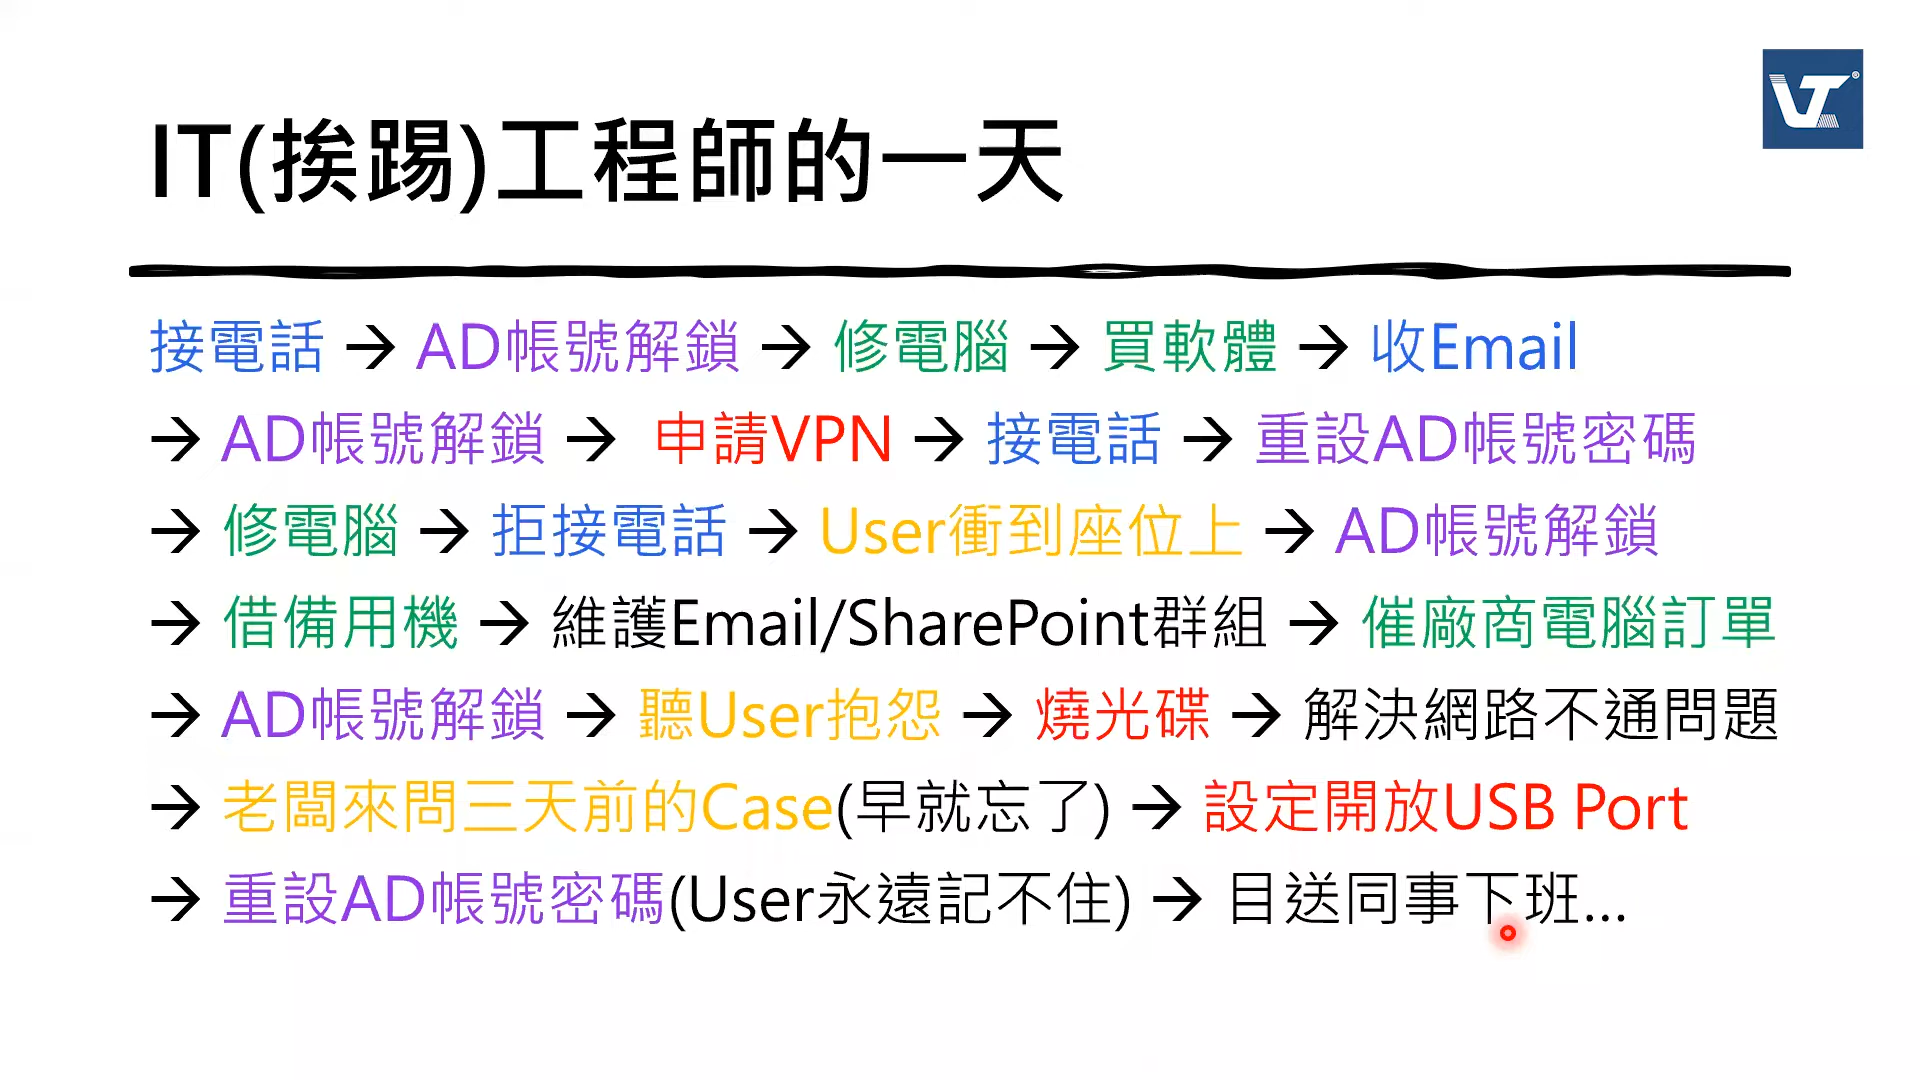 IT(挨踢)工程師的一天
VT®
接電話 → AD帳號解鎖 → 修電腦 → 買軟體 → 收Email
→ AD帳號解鎖 → 申請VPN → 接電話 → 重設AD帳號密碼
→ 修電腦 → 拒接電話 → User衝到座位上 → AD帳號解鎖
→ 借備用機 → 維護Email/SharePoint群組 → 催廠商電腦訂單
→ AD帳號解鎖 → 聽User抱怨 → 燒光碟 → 解決網路不通問題
→ 老闆來問三天前的Case(早就忘了) → 設定開放USB Port
→ 重設AD帳號密碼(User永遠記不住) → 目送同事下班...